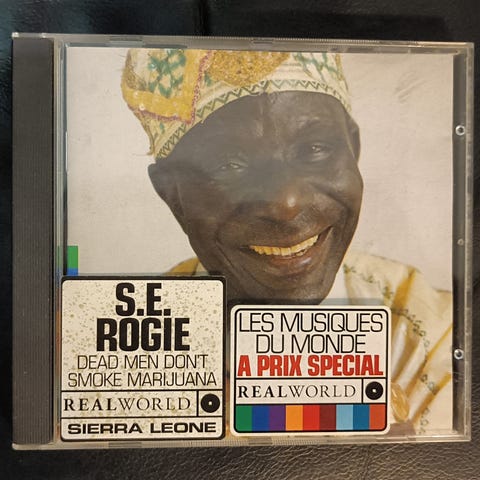 S.E.
ROGIE
DEAD MEN DON'T
SMOKE MARIJUANA
REALWORLD
SIERRA LEONE
LES MUSIQUES
DU MONDE
A PRIX SPECIAL
REALWORLD